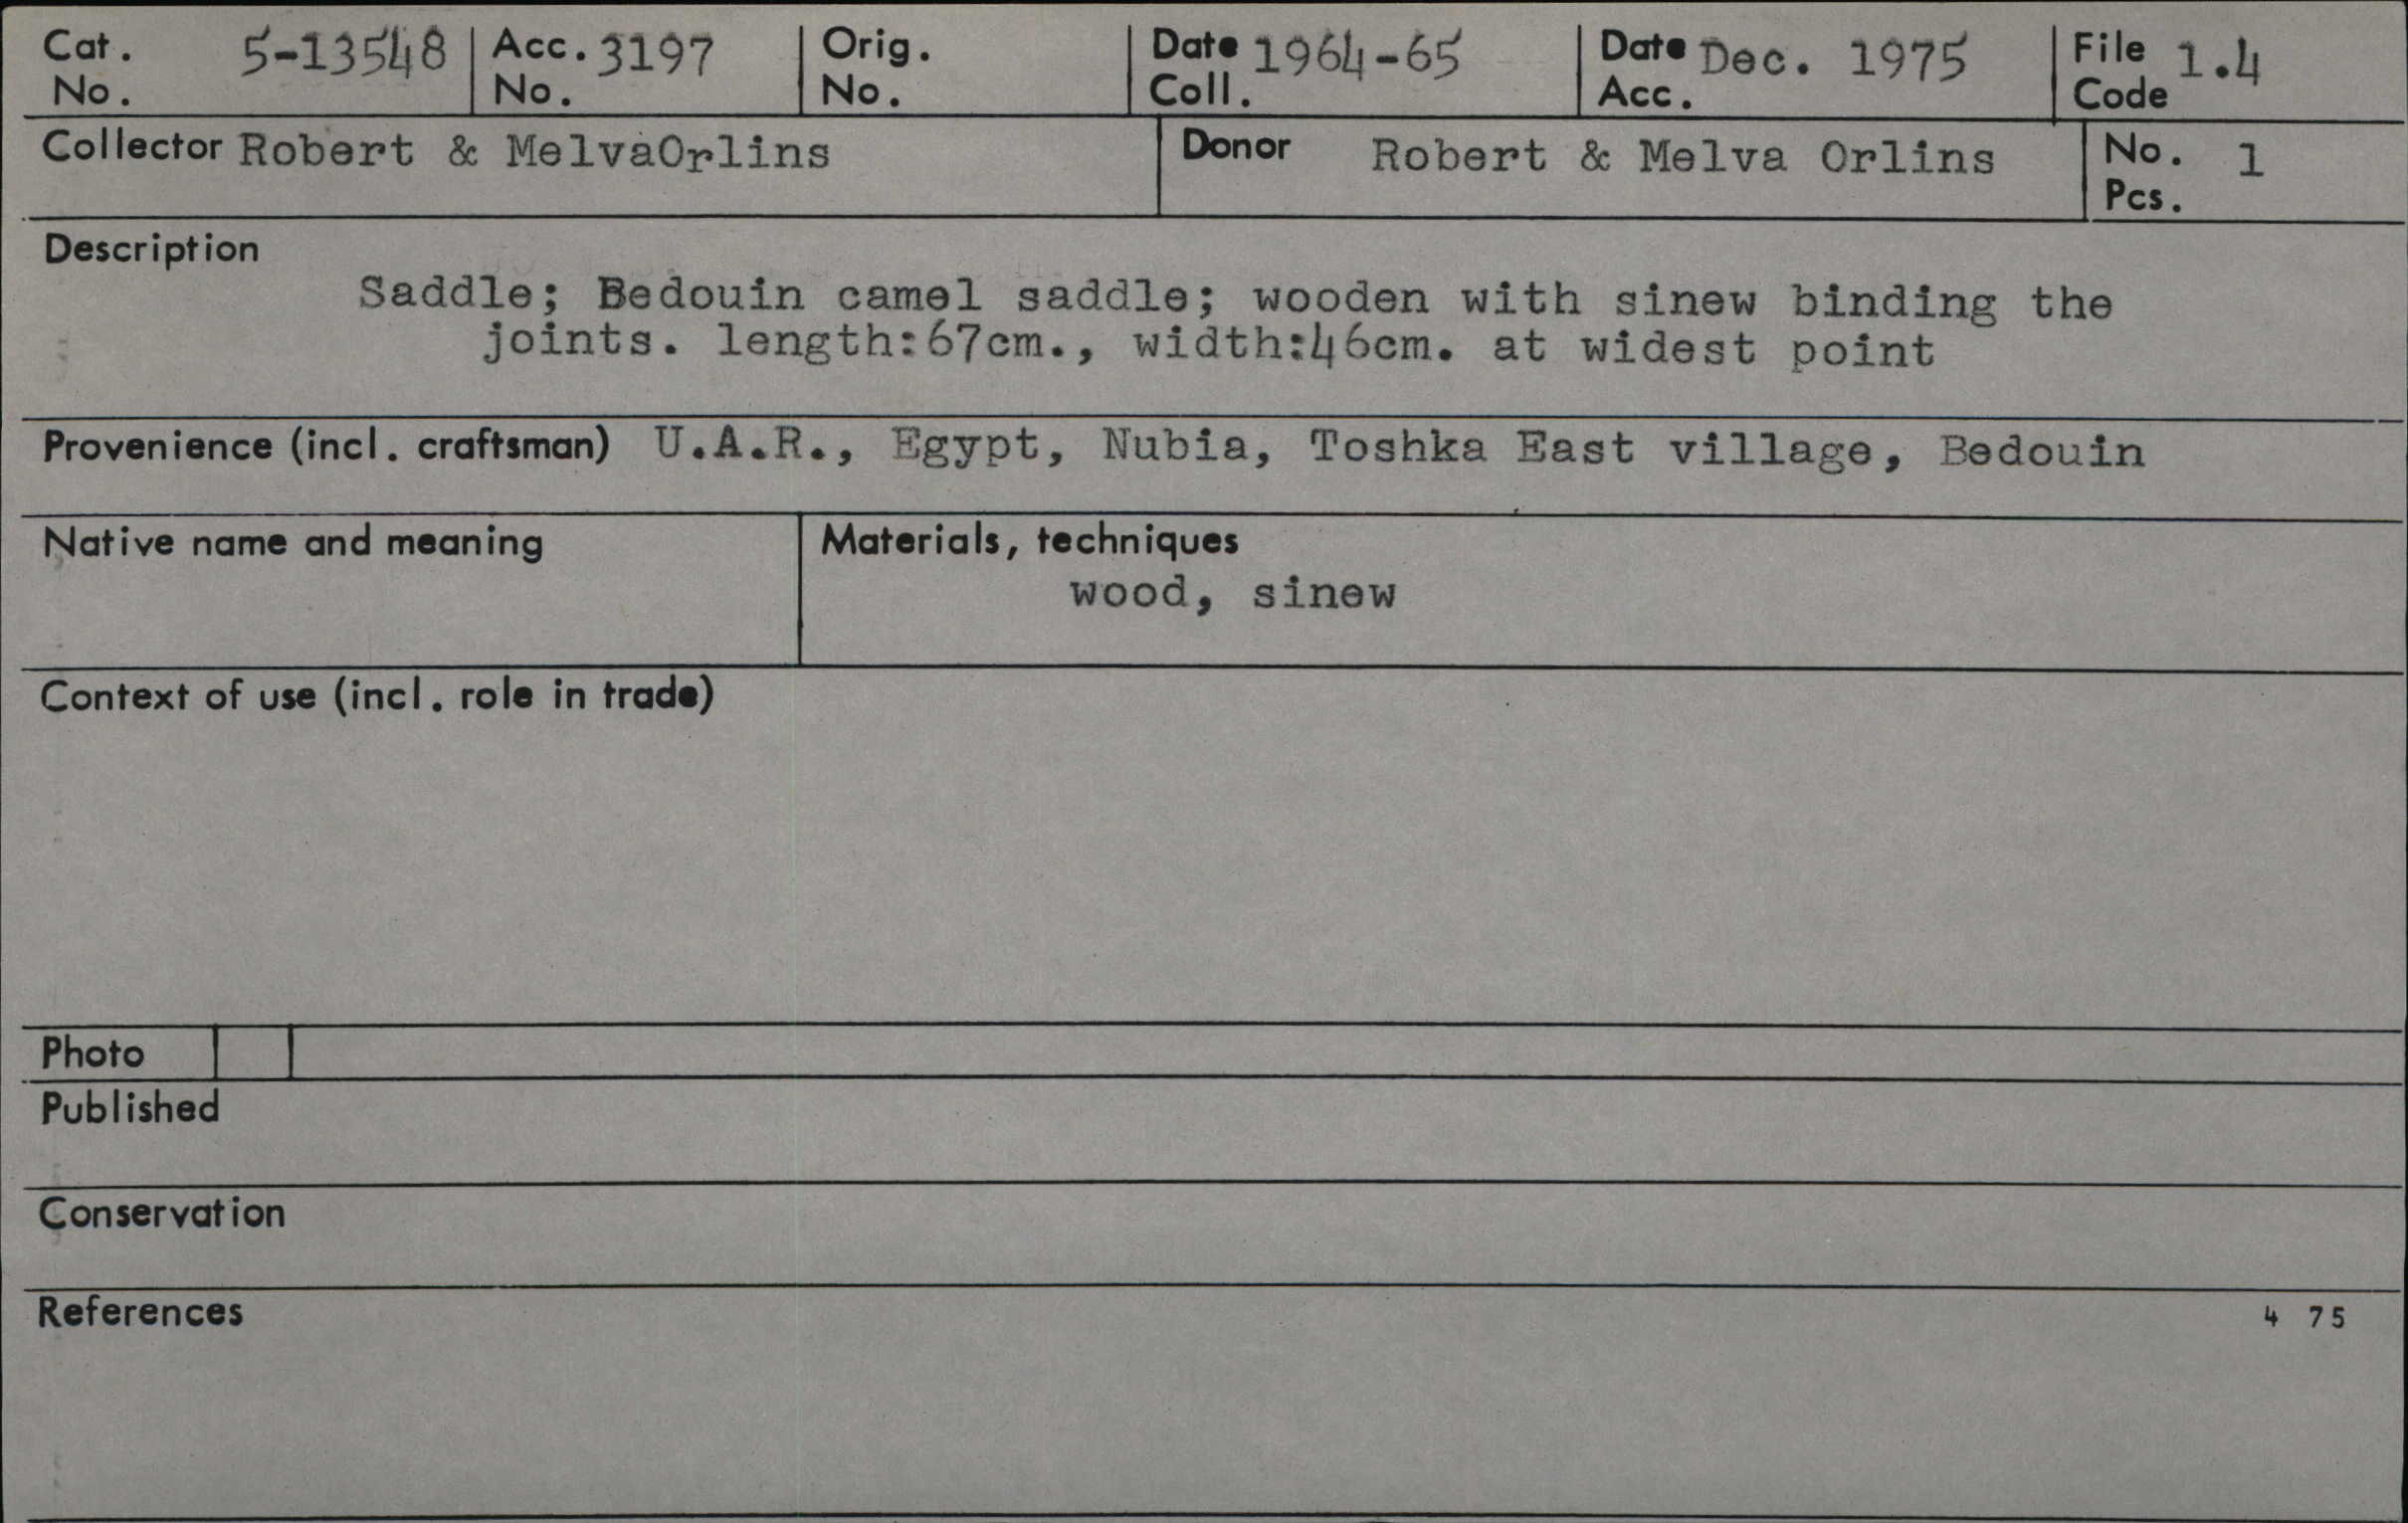 Cat. No. 5-13548 Acc. No. 3197 Orig. No. Date Coll. 1964-65 Date Acc. Dec. 1975 File Code 1.4
Collector Robert & MelvaOrlins Donor Robert & Melva Orlins No. Pcs. 1
Description
Saddle; Bedouin camel saddle; wooden with sinew binding the
joints. length:67cm., width:46cm. at widest point
Provenience (incl. craftsman) U.A.R., Egypt, Nubia, Toshka East village, Bedouin
Native name and meaning Materials, techniques
wood, sinew
Context of use (incl. role in trade)
Photo
Published
Conservation
References 4 75